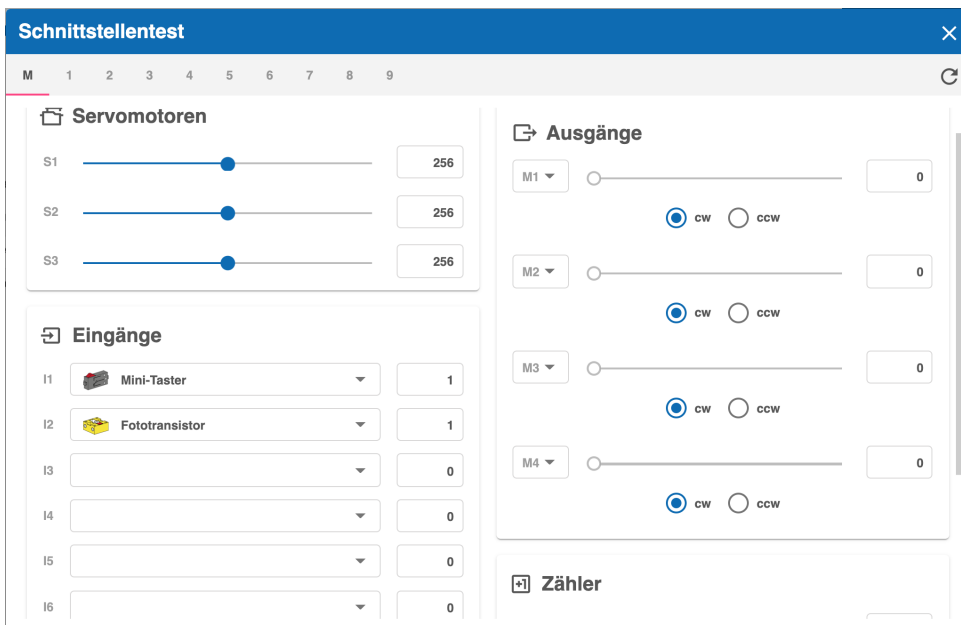 Schnittstellentest
M 1 2 3 4 5 6 7 8 9
Servomotoren
S1 256
S2 256
S3 256
Eingänge
I1 Mini-Taster 1
I2 Fototransistor 1
I3 0
I4 0
I5 0
I6 0
Ausgänge
M1 0
cw ccw
M2 0
cw ccw
M3 0
cw ccw
M4 0
cw ccw
+1 Zähler